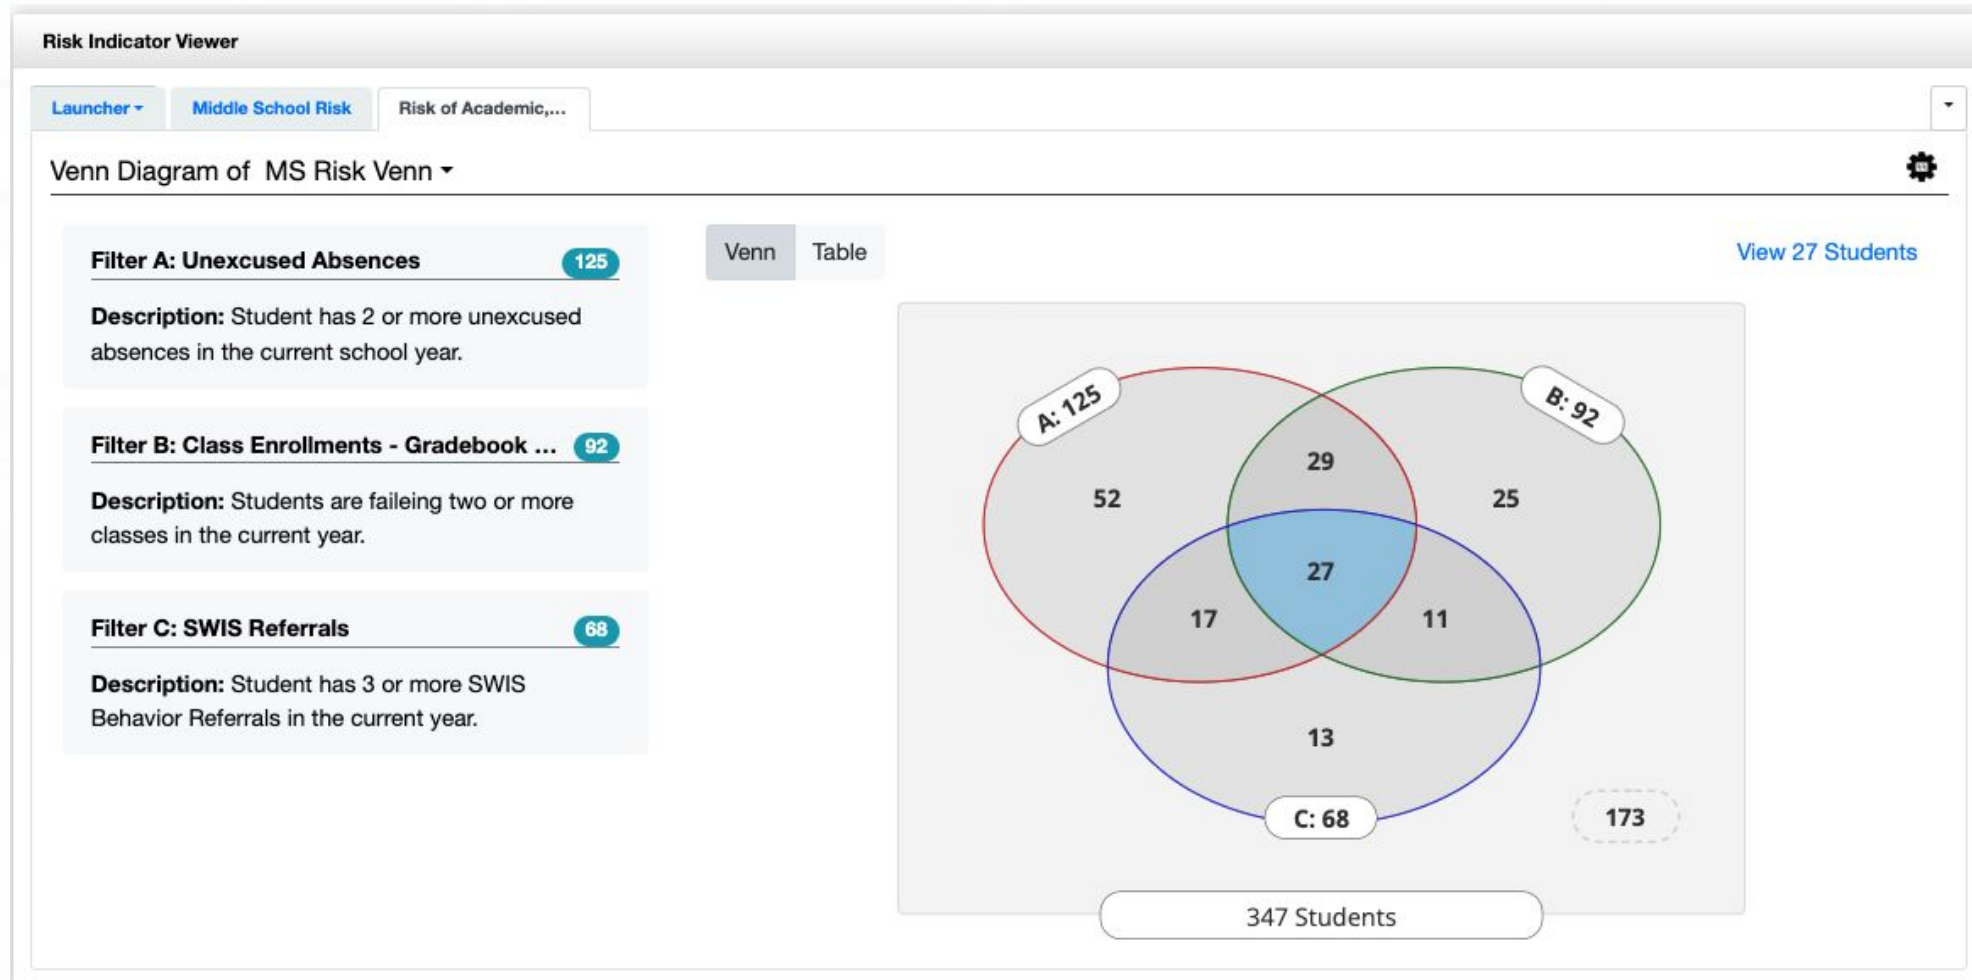 Risk Indicator Viewer
Launcher
Middle School Risk
Risk of Academic,...
Venn Diagram of MS Risk Venn
Filter A: Unexcused Absences 125
Description: Student has 2 or more unexcused
absences in the current school year.
Filter B: Class Enrollments - Gradebook ... 92
Description: Students are faileing two or more
classes in the current year.
Filter C: SWIS Referrals 68
Description: Student has 3 or more SWIS
Behavior Referrals in the current year.
Venn
Table
View 27 Students
A: 125
B: 92
29
52
25
27
17
11
13
C: 68
173
347 Students